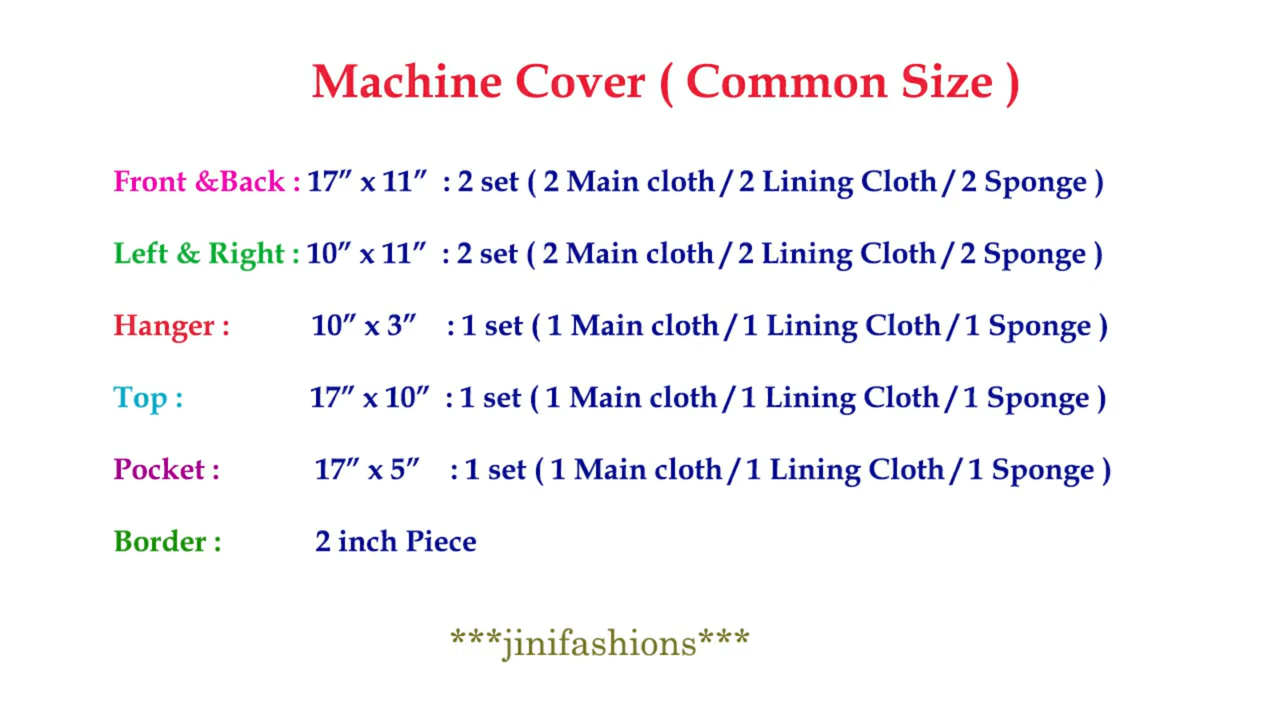 Machine Cover ( Common Size )
Front &Back : 17” x 11” : 2 set ( 2 Main cloth / 2 Lining Cloth / 2 Sponge )
Left & Right : 10” x 11” : 2 set ( 2 Main cloth / 2 Lining Cloth / 2 Sponge )
Hanger : 10” x 3” : 1 set ( 1 Main cloth / 1 Lining Cloth / 1 Sponge )
Top : 17” x 10” : 1 set ( 1 Main cloth / 1 Lining Cloth / 1 Sponge )
Pocket : 17” x 5” : 1 set ( 1 Main cloth / 1 Lining Cloth / 1 Sponge )
Border : 2 inch Piece
***jinifashions***